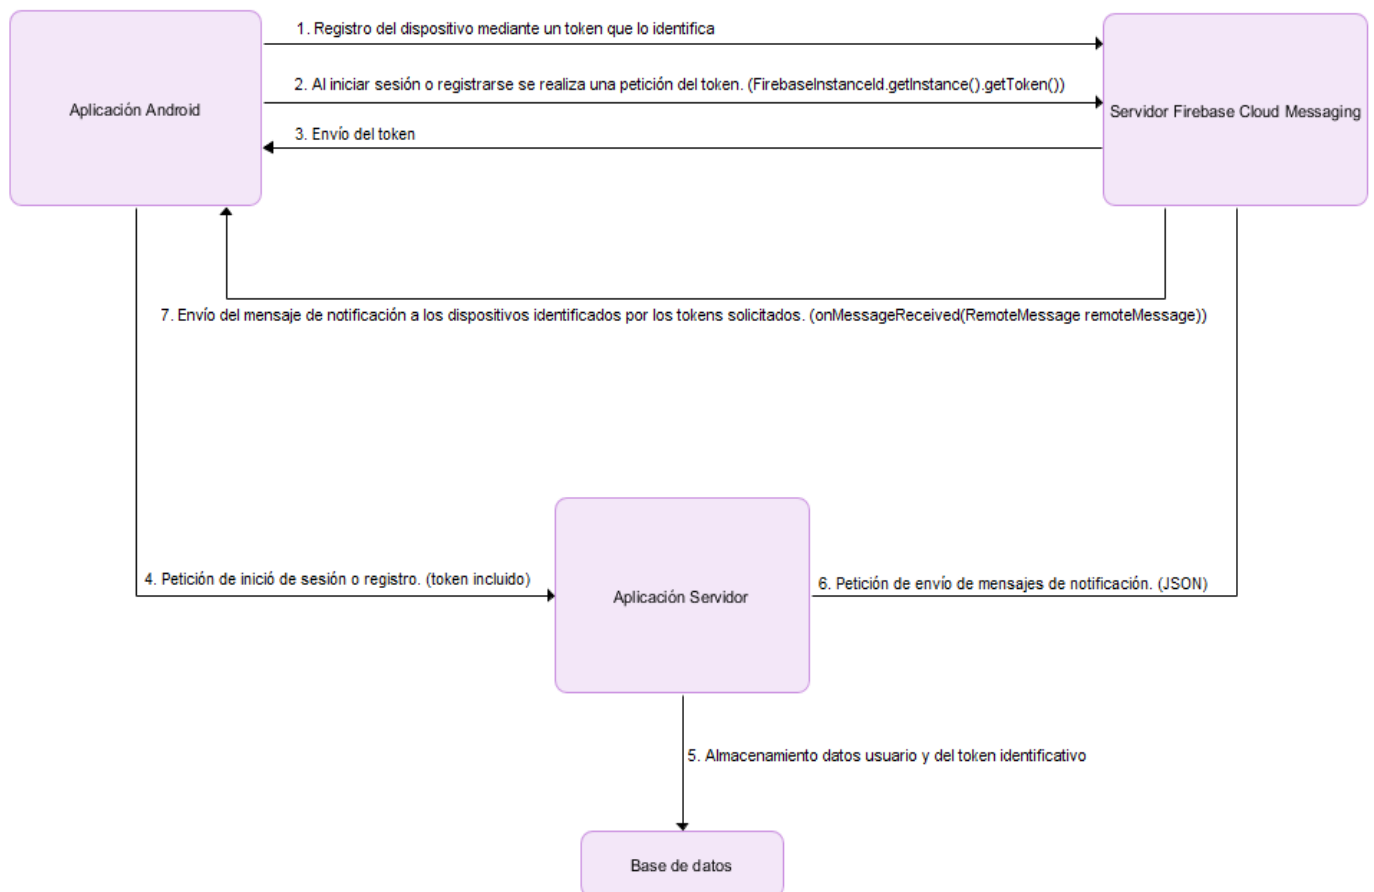 1. Registro del dispositivo mediante un token que lo identifica
2. Al iniciar sesión o registrarse se realiza una petición del token. (FirebaseInstanceId.getInstance().getToken())
Aplicación Android
Servidor Firebase Cloud Messaging
3. Envío del token
7. Envío del mensaje de notificación a los dispositivos identificados por los tokens solicitados. (onMessageReceived(RemoteMessage remoteMessage))
4. Petición de inició de sesión o registro. (token incluido)
6. Petición de envío de mensajes de notificación. (JSON)
Aplicación Servidor
5. Almacenamiento datos usuario y del token identificativo
Base de datos